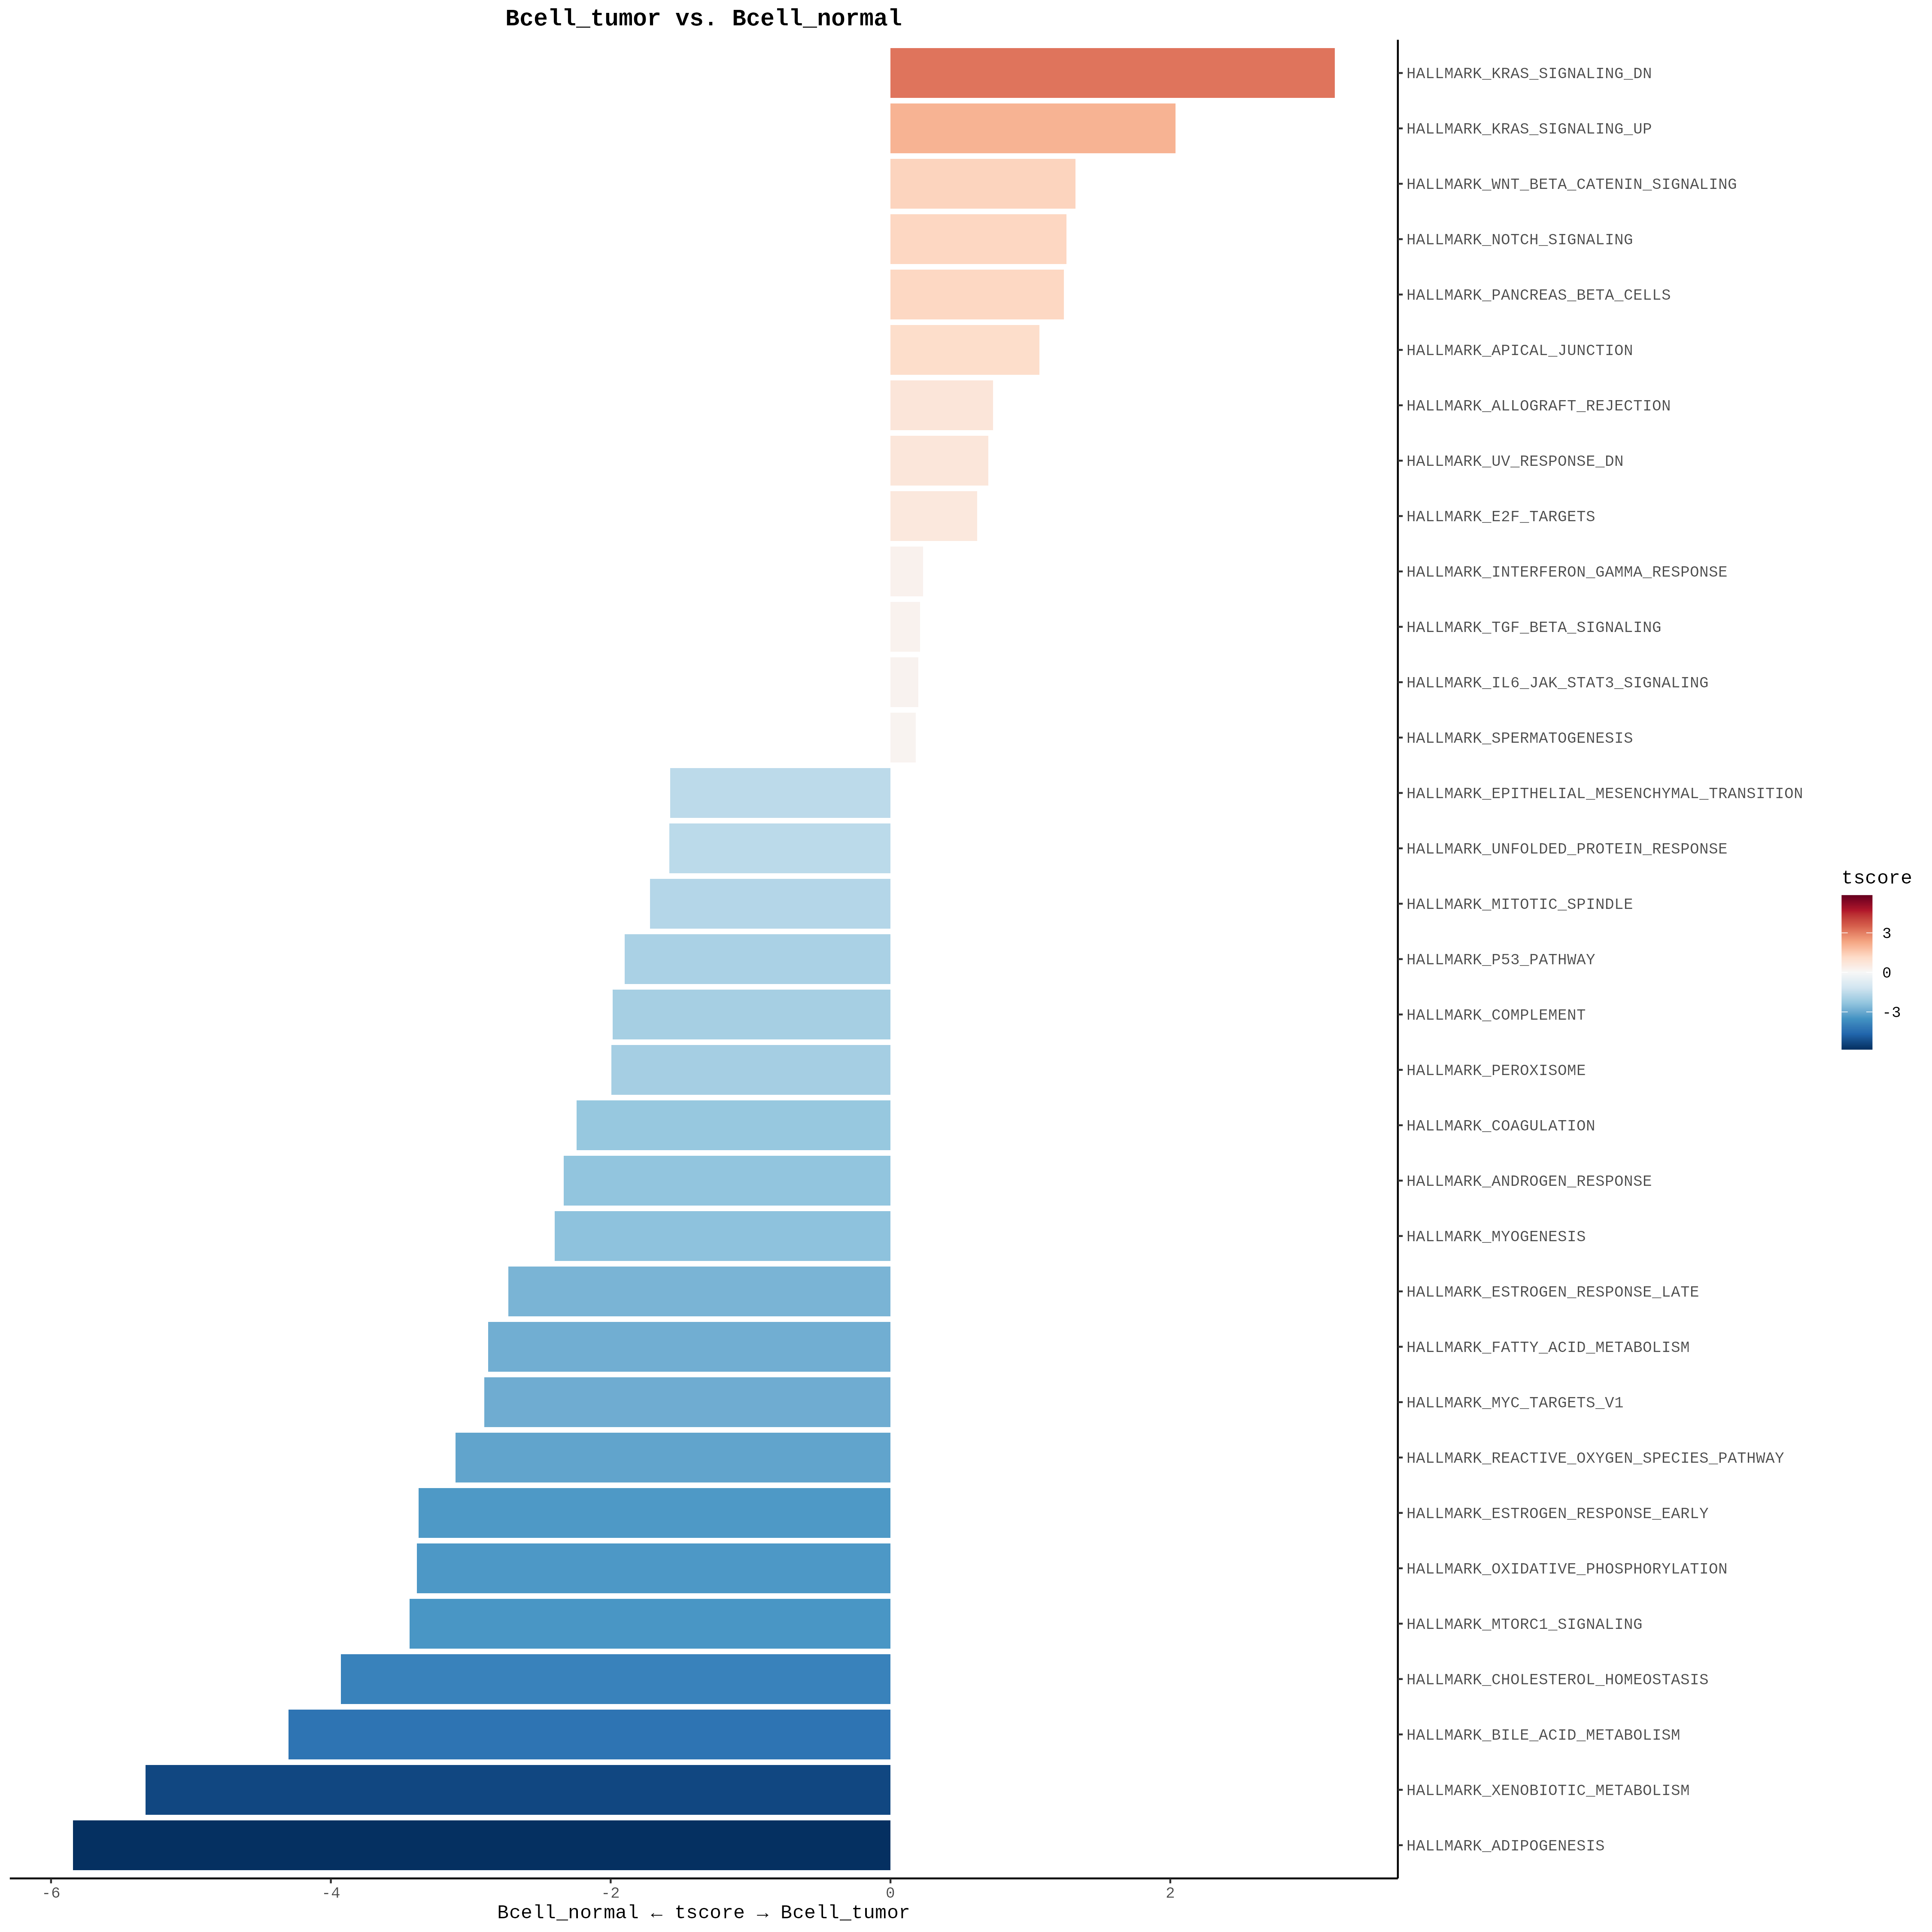 Bcell_tumor vs. Bcell_normal
HALLMARK_KRAS_SIGNALING_DN
HALLMARK_KRAS_SIGNALING_UP
HALLMARK_WNT_BETA_CATENIN_SIGNALING
HALLMARK_NOTCH_SIGNALING
HALLMARK_PANCREAS_BETA_CELLS
HALLMARK_APICAL_JUNCTION
HALLMARK_ALLOGRAFT_REJECTION
HALLMARK_UV_RESPONSE_DN
HALLMARK_E2F_TARGETS
HALLMARK_INTERFERON_GAMMA_RESPONSE
HALLMARK_TGF_BETA_SIGNALING
HALLMARK_IL6_JAK_STAT3_SIGNALING
HALLMARK_SPERMATOGENESIS
HALLMARK_EPITHELIAL_MESENCHYMAL_TRANSITION
HALLMARK_UNFOLDED_PROTEIN_RESPONSE
HALLMARK_MITOTIC_SPINDLE
HALLMARK_P53_PATHWAY
HALLMARK_COMPLEMENT
HALLMARK_PEROXISOME
HALLMARK_COAGULATION
HALLMARK_ANDROGEN_RESPONSE
HALLMARK_MYOGENESIS
HALLMARK_ESTROGEN_RESPONSE_LATE
HALLMARK_FATTY_ACID_METABOLISM
HALLMARK_MYC_TARGETS_V1
HALLMARK_REACTIVE_OXYGEN_SPECIES_PATHWAY
HALLMARK_ESTROGEN_RESPONSE_EARLY
HALLMARK_OXIDATIVE_PHOSPHORYLATION
HALLMARK_MTORC1_SIGNALING
HALLMARK_CHOLESTEROL_HOMEOSTASIS
HALLMARK_BILE_ACID_METABOLISM
HALLMARK_XENOBIOTIC_METABOLISM
HALLMARK_ADIPOGENESIS
tscore
3
0
-3
-6 -4 -2 0 2
Bcell_normal ← tscore → Bcell_tumor